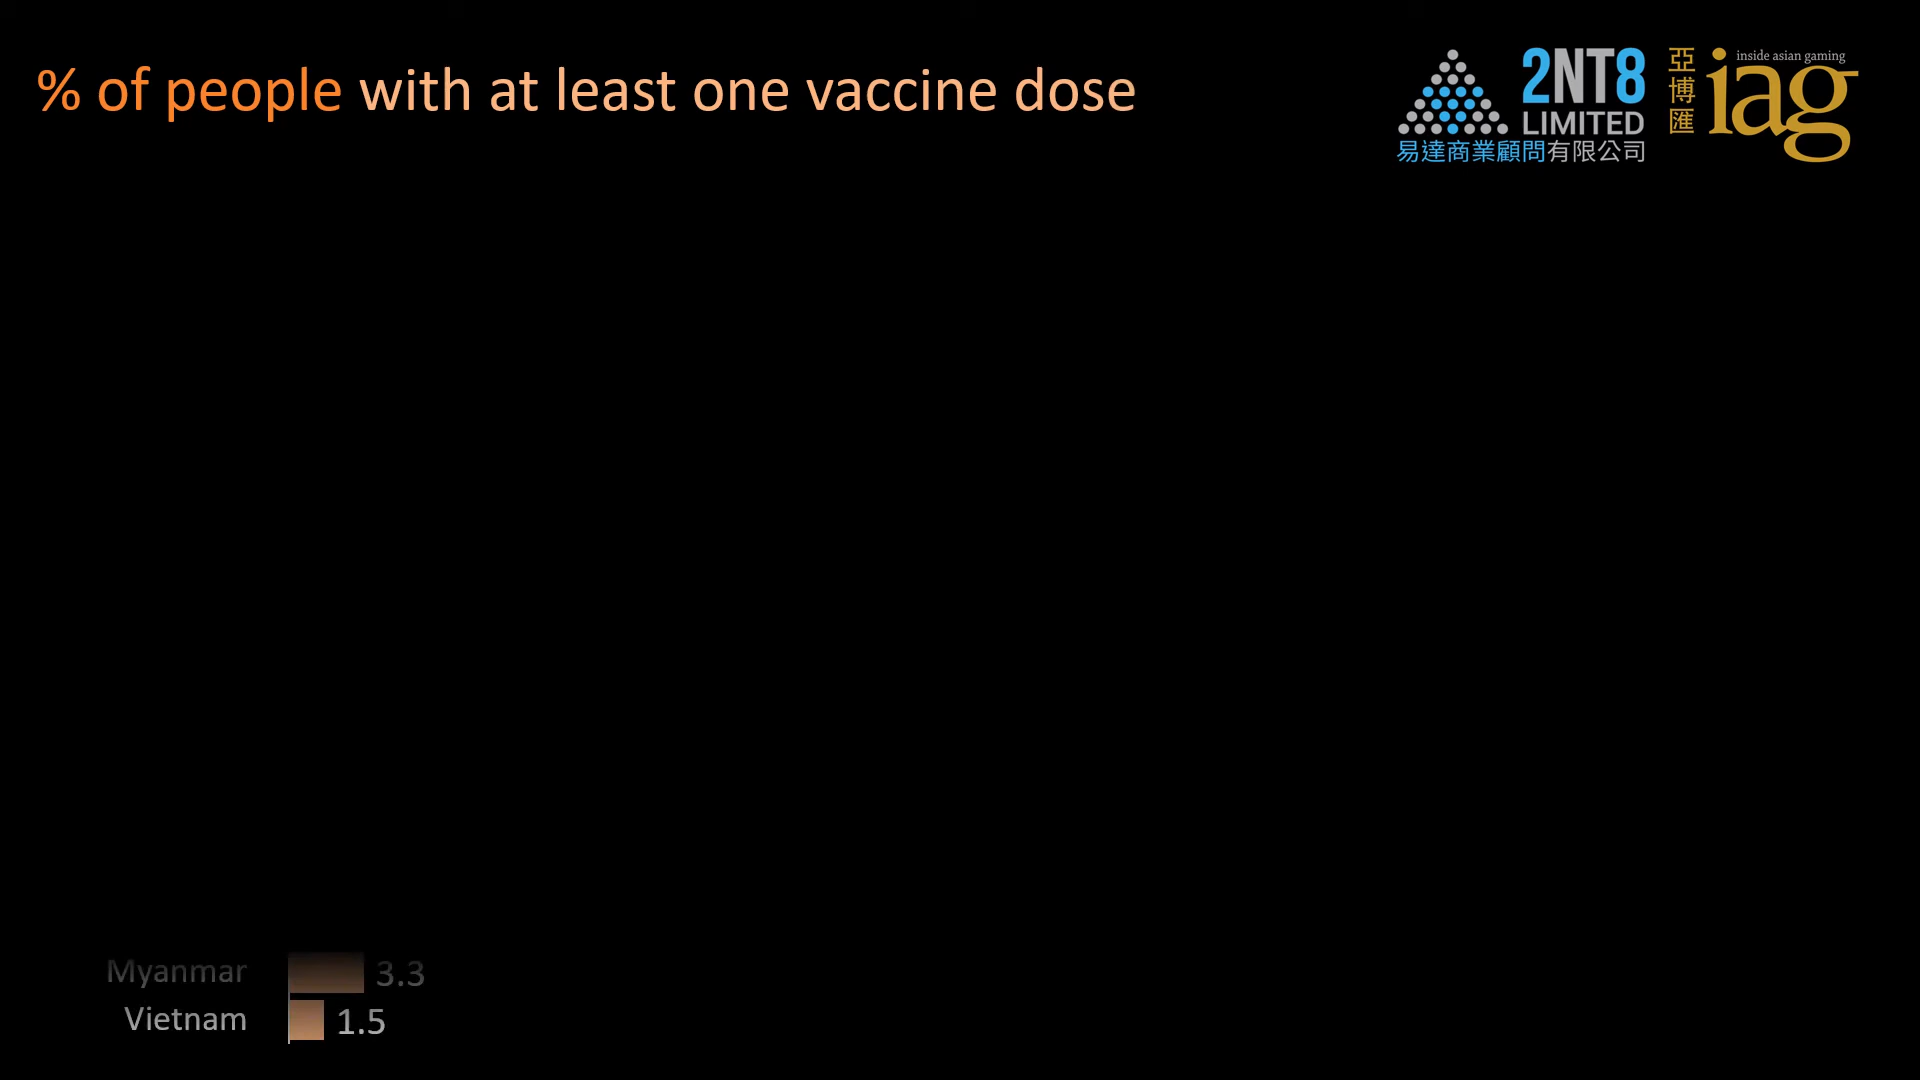 % of people with at least one vaccine dose
2NT8
LIMITED
易達商業顧問有限公司
亞博匯
inside asian gaming
iag
Myanmar 3.3
Vietnam 1.5